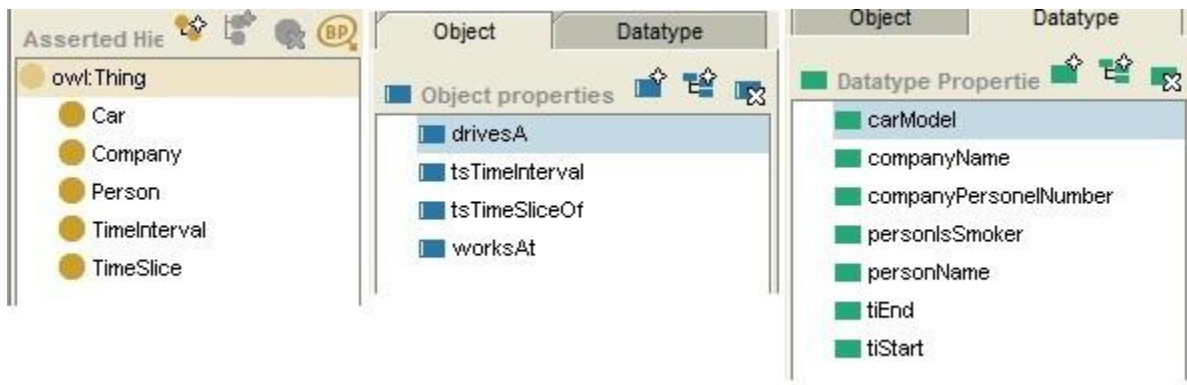 Asserted Hie
BP
owl:Thing
Car
Company
Person
TimeInterval
TimeSlice
Object
Datatype
Object properties
drivesA
tsTimeInterval
tsTimeSliceOf
worksAt
Object
Datatype
Datatype Propertie
carModel
companyName
companyPersonelNumber
personIsSmoker
personName
tiEnd
tiStart